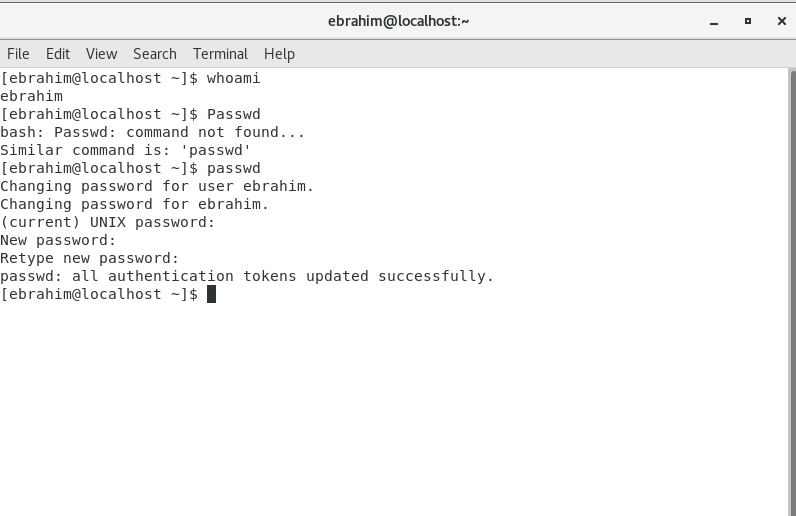 ebrahim@localhost:~
File Edit View Search Terminal Help
[ebrahim@localhost ~]$ whoami
ebrahim
[ebrahim@localhost ~]$ Passwd
bash: Passwd: command not found...
Similar command is: 'passwd'
[ebrahim@localhost ~]$ passwd
Changing password for user ebrahim.
Changing password for ebrahim.
(current) UNIX password:
New password:
Retype new password:
passwd: all authentication tokens updated successfully.
[ebrahim@localhost ~]$